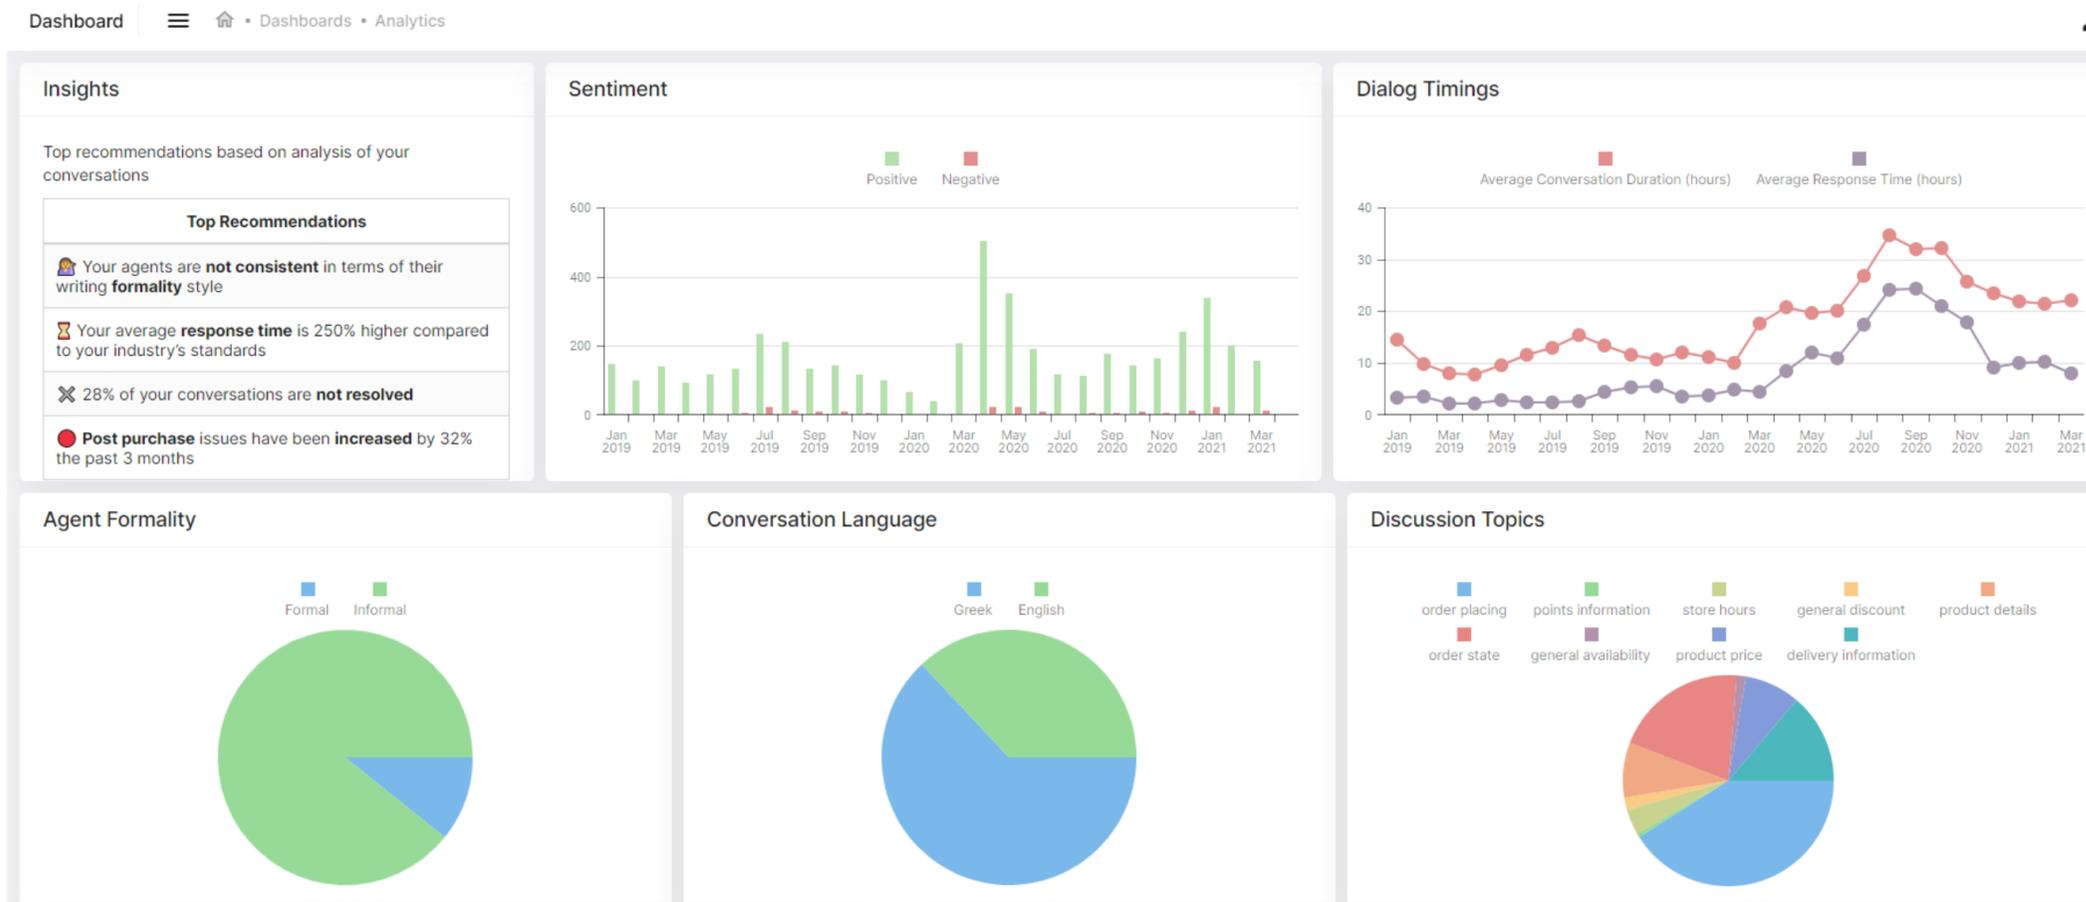 Dashboard
• Dashboards • Analytics
Insights
Top recommendations based on analysis of your
conversations
Top Recommendations
Your agents are not consistent in terms of their
writing formality style
Your average response time is 250% higher compared
to your industry’s standards
28% of your conversations are not resolved
Post purchase issues have been increased by 32%
the past 3 months
Sentiment
Positive Negative
600
400
200
0
Jan Mar May Jul Sep Nov Jan Mar May Jul Sep Nov Jan Mar
2019 2019 2019 2019 2019 2019 2020 2020 2020 2020 2020 2020 2021 2021
Dialog Timings
Average Conversation Duration (hours) Average Response Time (hours)
40
30
20
10
0
Jan Mar May Jul Sep Nov Jan Mar May Jul Sep Nov Jan Mar
2019 2019 2019 2019 2019 2019 2020 2020 2020 2020 2020 2020 2021 2021
Agent Formality
Formal Informal
Conversation Language
Greek English
Discussion Topics
order placing points information store hours general discount product details
order state general availability product price delivery information